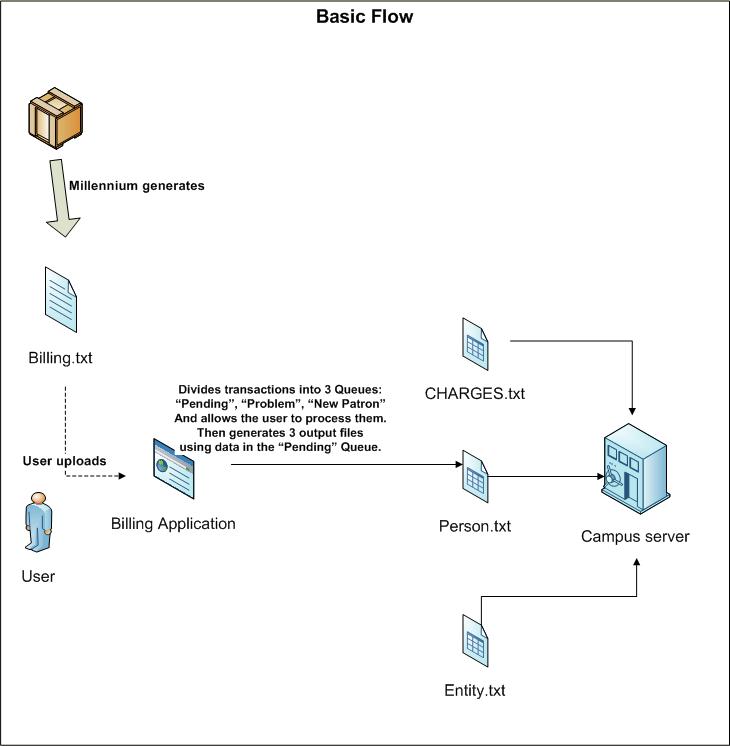 Basic Flow
Millennium generates
Billing.txt
Divides transactions into 3 Queues:
“Pending”, “Problem”, “New Patron”
And allows the user to process them.
Then generates 3 output files
using data in the “Pending” Queue.
CHARGES.txt
User uploads
Billing Application
Person.txt
Campus server
User
Entity.txt